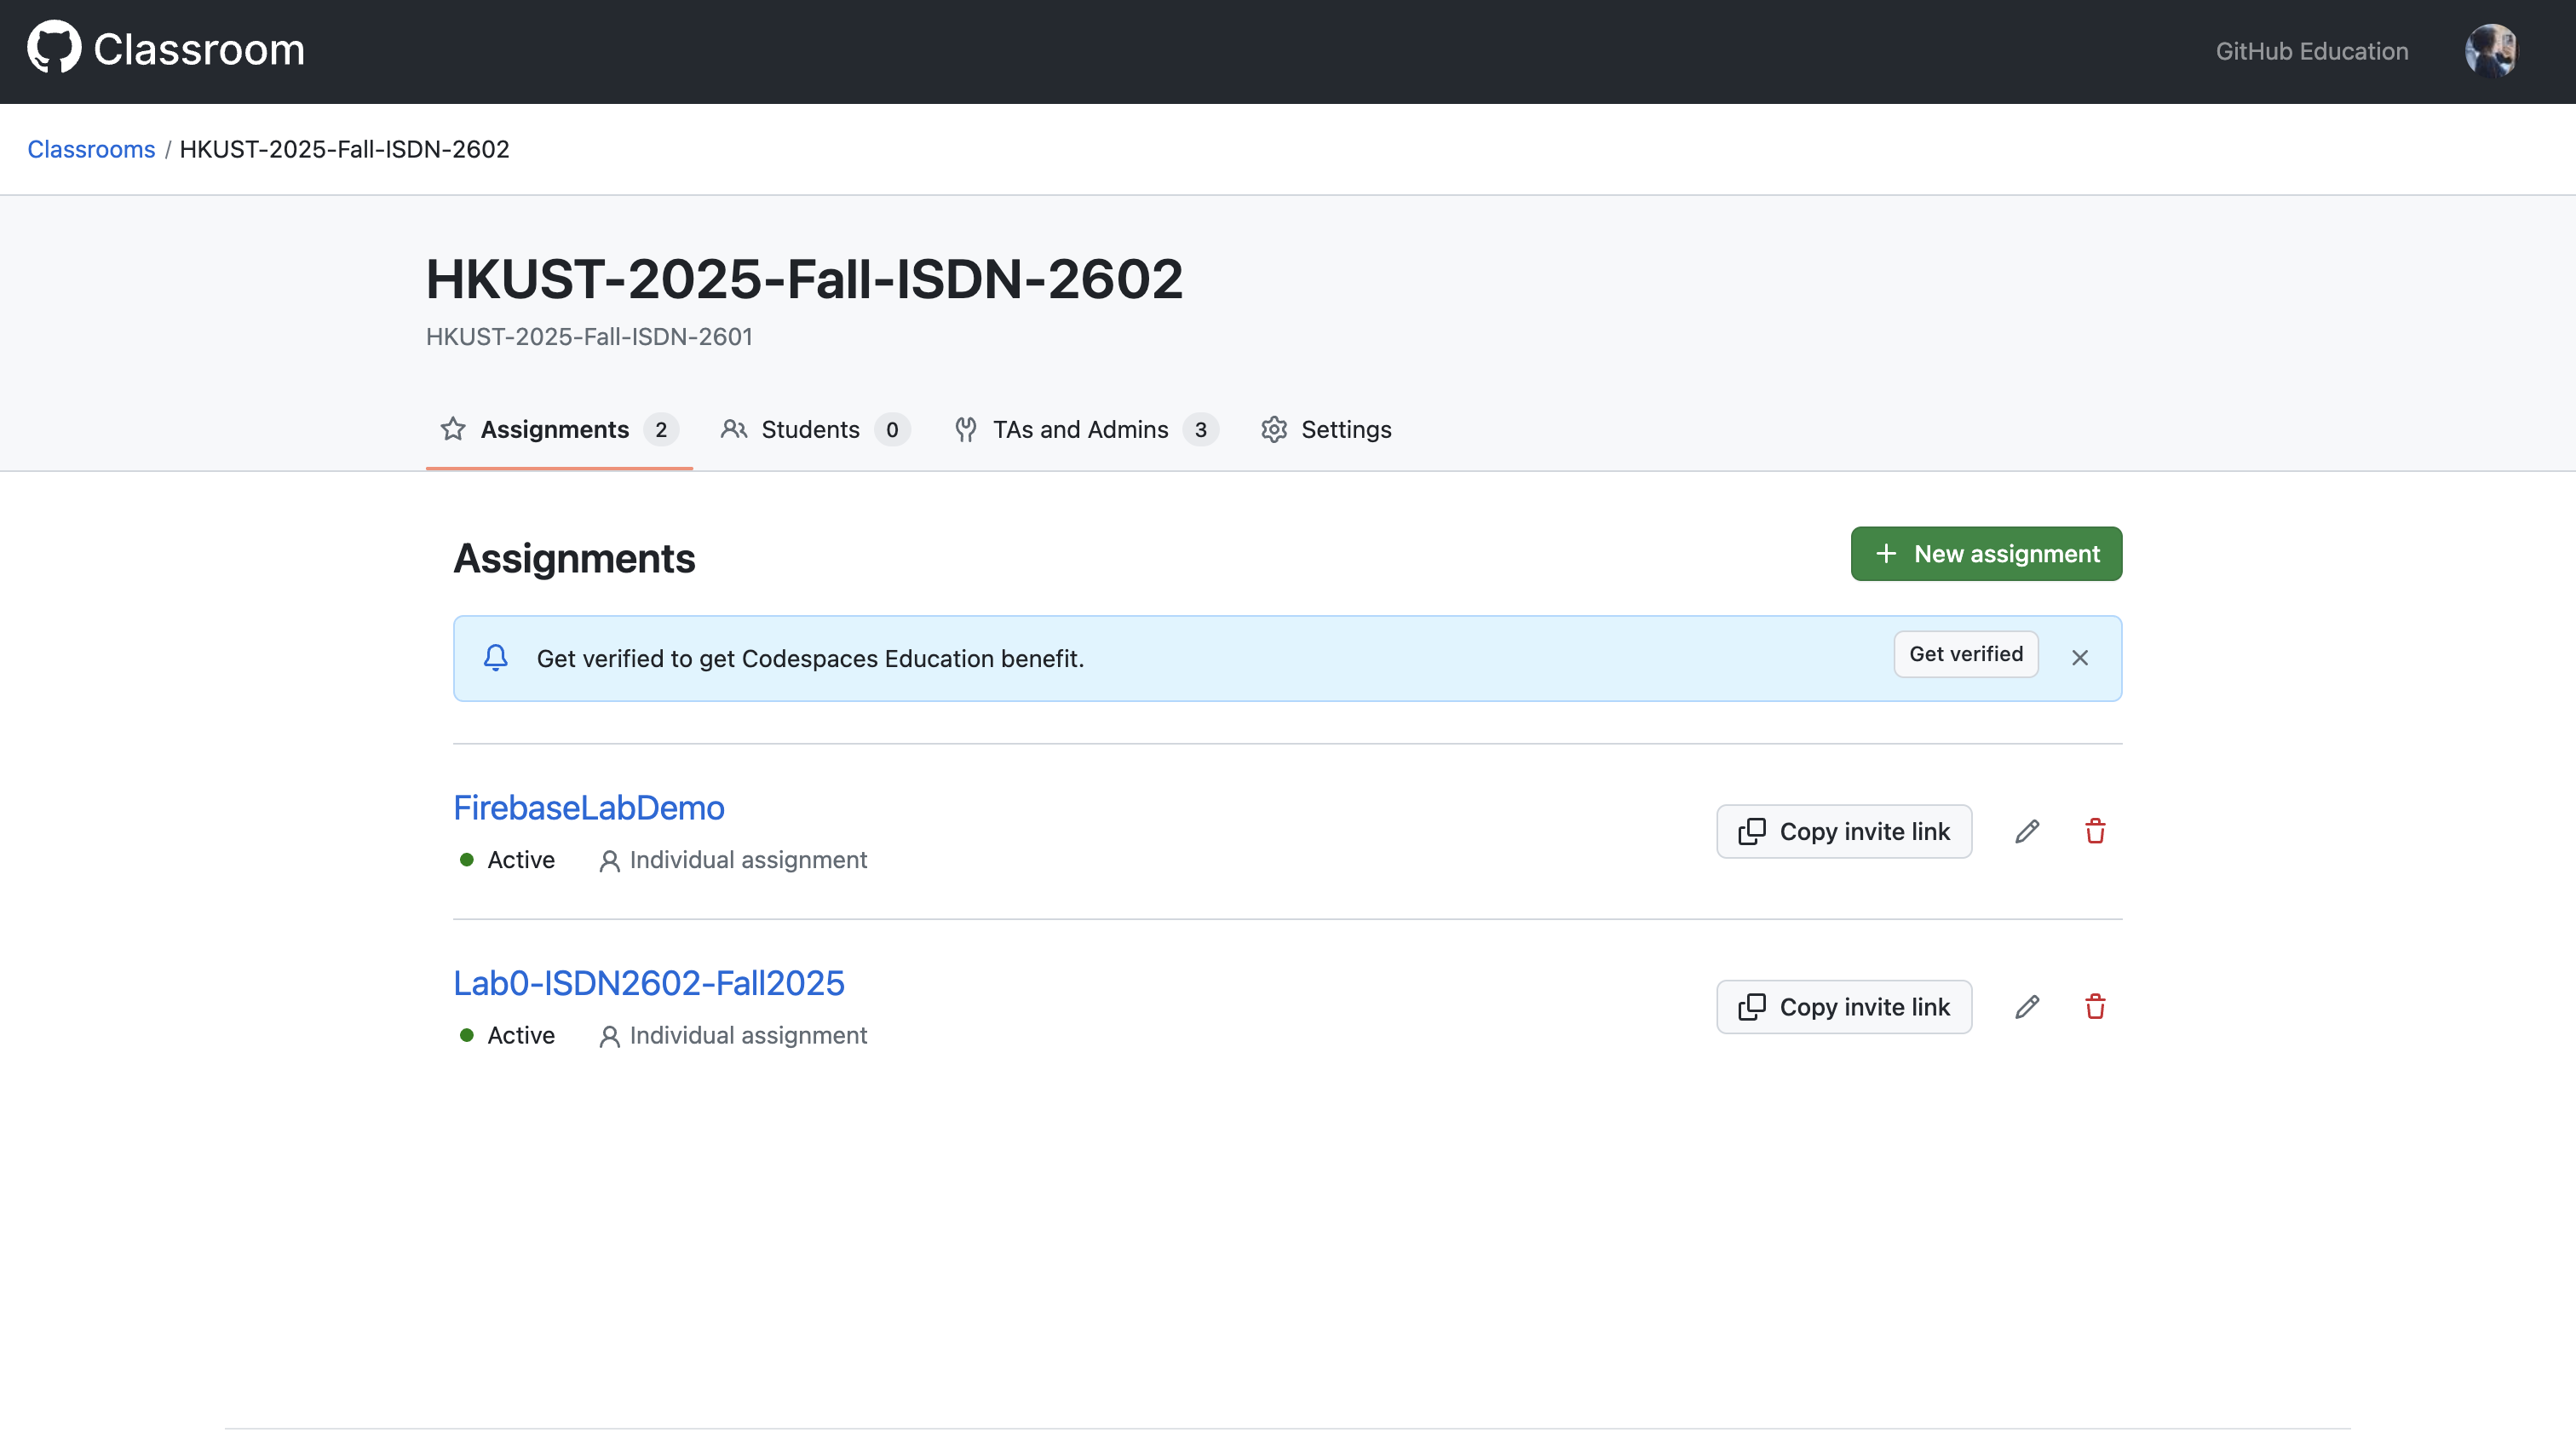 Classroom
GitHub Education
Classrooms / HKUST-2025-Fall-ISDN-2602
HKUST-2025-Fall-ISDN-2602
HKUST-2025-Fall-ISDN-2601
Assignments 2 Students 0 TAs and Admins 3 Settings
Assignments
New assignment
Get verified to get Codespaces Education benefit.
Get verified
FirebaseLabDemo
Active Individual assignment
Copy invite link
Lab0-ISDN2602-Fall2025
Active Individual assignment
Copy invite link